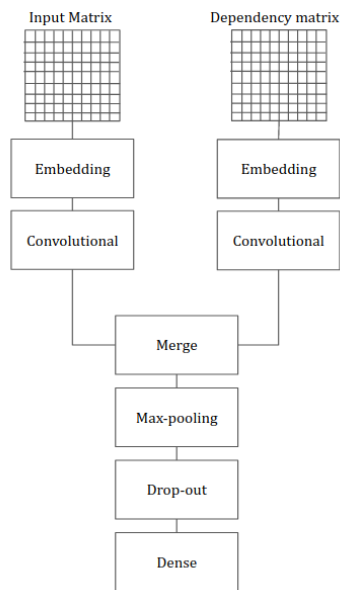 Input Matrix
Dependency matrix
Embedding
Embedding
Convolutional
Convolutional
Merge
Max-pooling
Drop-out
Dense